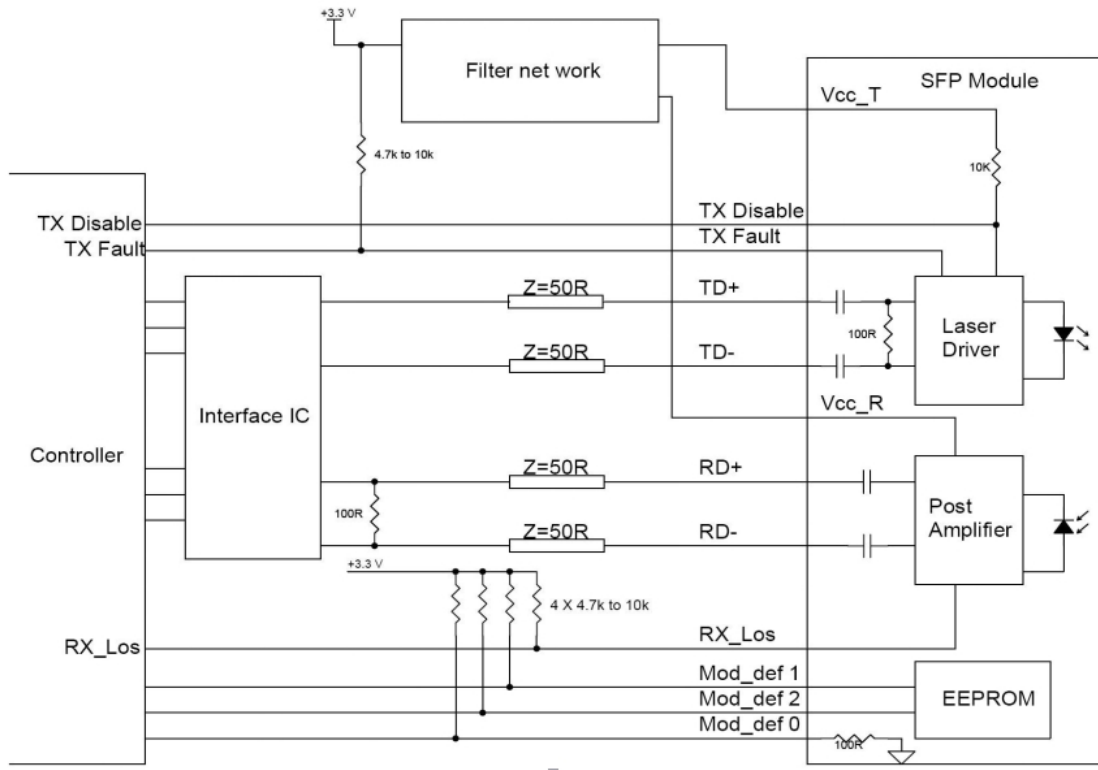 +3.3 V
Filter net work
SFP Module
Vcc_T
4.7k to 10k
10K
TX Disable
TX Disable
TX Fault
TX Fault
Z=50R
TD+
100R
Laser
Driver
Z=50R
TD-
Vcc_R
Interface IC
Controller
Z=50R
RD+
100R
Post
Amplifier
Z=50R
RD-
+3.3 V
4 X 4.7k to 10k
RX_Los
RX_Los
Mod_def 1
EEPROM
Mod_def 2
Mod_def 0
100R